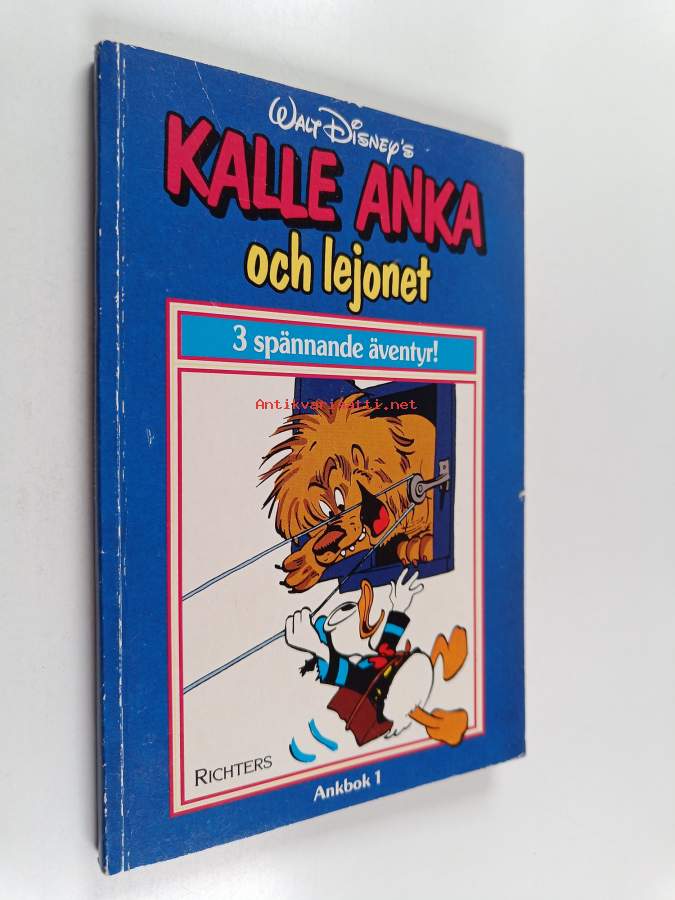 Walt Disney's
KALLE ANKA
och lejonet
3 spännande äventyr!
Antikvariaatti.net
RICHTERS
Ankbok 1